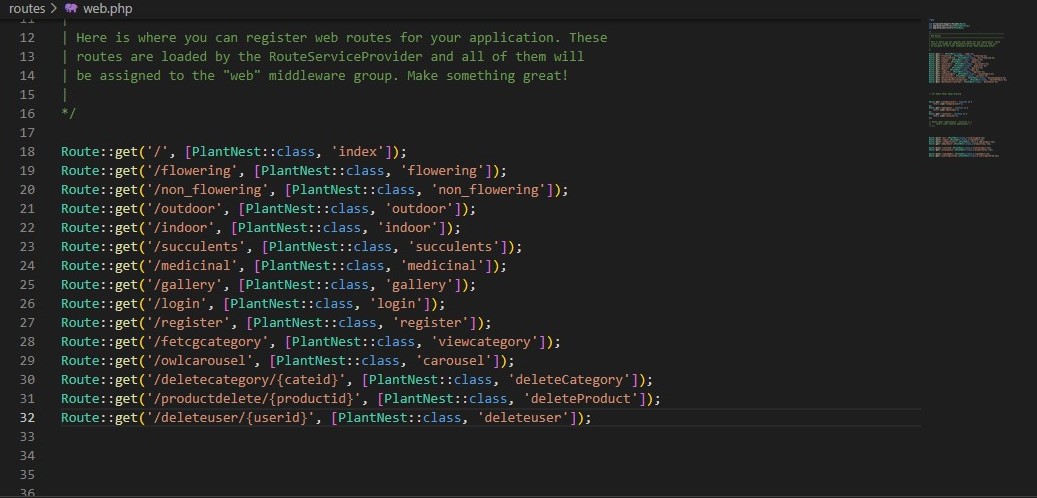 routes > web.php
11 |
12 | Here is where you can register web routes for your application. These
13 | routes are loaded by the RouteServiceProvider and all of them will
14 | be assigned to the "web" middleware group. Make something great!
15 |
16 */
17
18 Route::get('/', [PlantNest::class, 'index']);
19 Route::get('/flowering', [PlantNest::class, 'flowering']);
20 Route::get('/non_flowering', [PlantNest::class, 'non_flowering']);
21 Route::get('/outdoor', [PlantNest::class, 'outdoor']);
22 Route::get('/indoor', [PlantNest::class, 'indoor']);
23 Route::get('/succulents', [PlantNest::class, 'succulents']);
24 Route::get('/medicinal', [PlantNest::class, 'medicinal']);
25 Route::get('/gallery', [PlantNest::class, 'gallery']);
26 Route::get('/login', [PlantNest::class, 'login']);
27 Route::get('/register', [PlantNest::class, 'register']);
28 Route::get('/fetcgcategory', [PlantNest::class, 'viewcategory']);
29 Route::get('/owlcarousel', [PlantNest::class, 'carousel']);
30 Route::get('/deletecategory/{cateid}', [PlantNest::class, 'deleteCategory']);
31 Route::get('/productdelete/{productid}', [PlantNest::class, 'deleteProduct']);
32 Route::get('/deleteuser/{userid}', [PlantNest::class, 'deleteuser']);
33
34
35
36